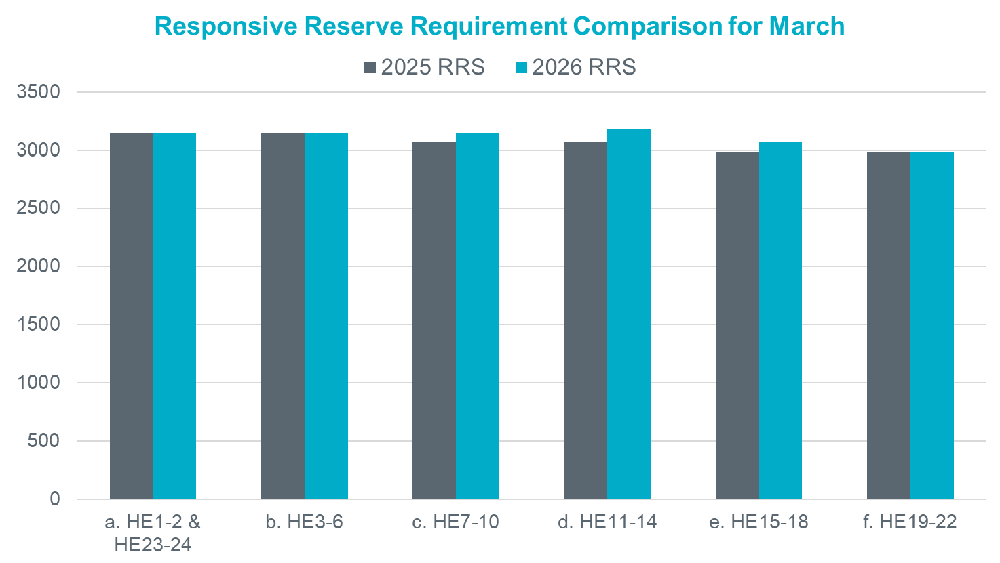 Responsive Reserve Requirement Comparison for March
2025 RRS 2026 RRS
3500
3000
2500
2000
1500
1000
500
0
a. HE1-2 & b. HE3-6 c. HE7-10 d. HE11-14 e. HE15-18 f. HE19-22
HE23-24